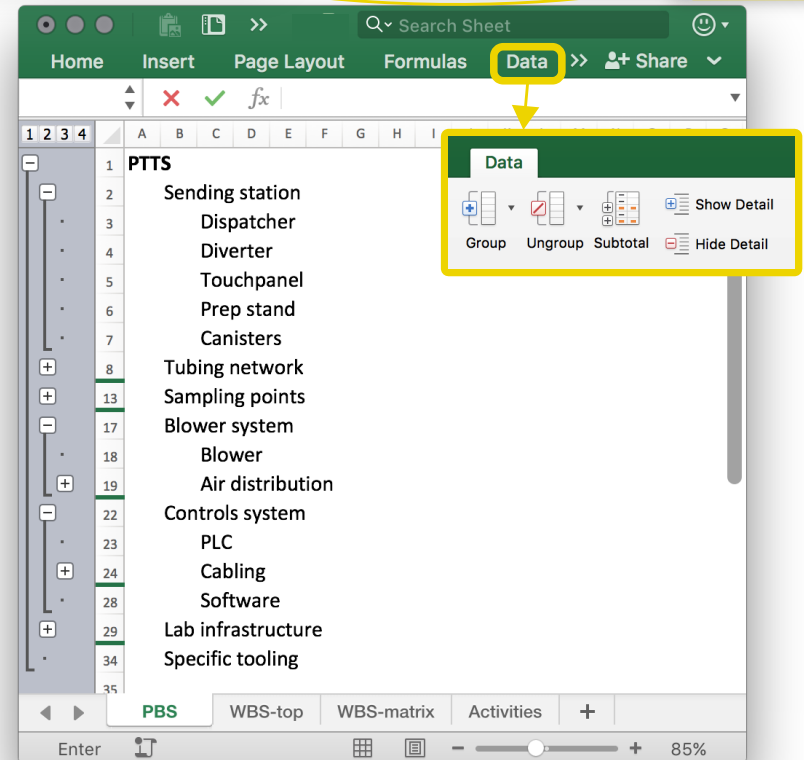 Search Sheet
Home Insert Page Layout Formulas Data >> Share
fx
1 2 3 4 A B C D E F G H I
1 PTTS
2 Sending station
3 Dispatcher
4 Diverter
5 Touchpanel
6 Prep stand
7 Canisters
8 Tubing network
13 Sampling points
17 Blower system
18 Blower
19 Air distribution
22 Controls system
23 PLC
24 Cabling
28 Software
29 Lab infrastructure
34 Specific tooling
35
Data
Group Ungroup Subtotal
Show Detail
Hide Detail
PBS WBS-top WBS-matrix Activities +
Enter 85%